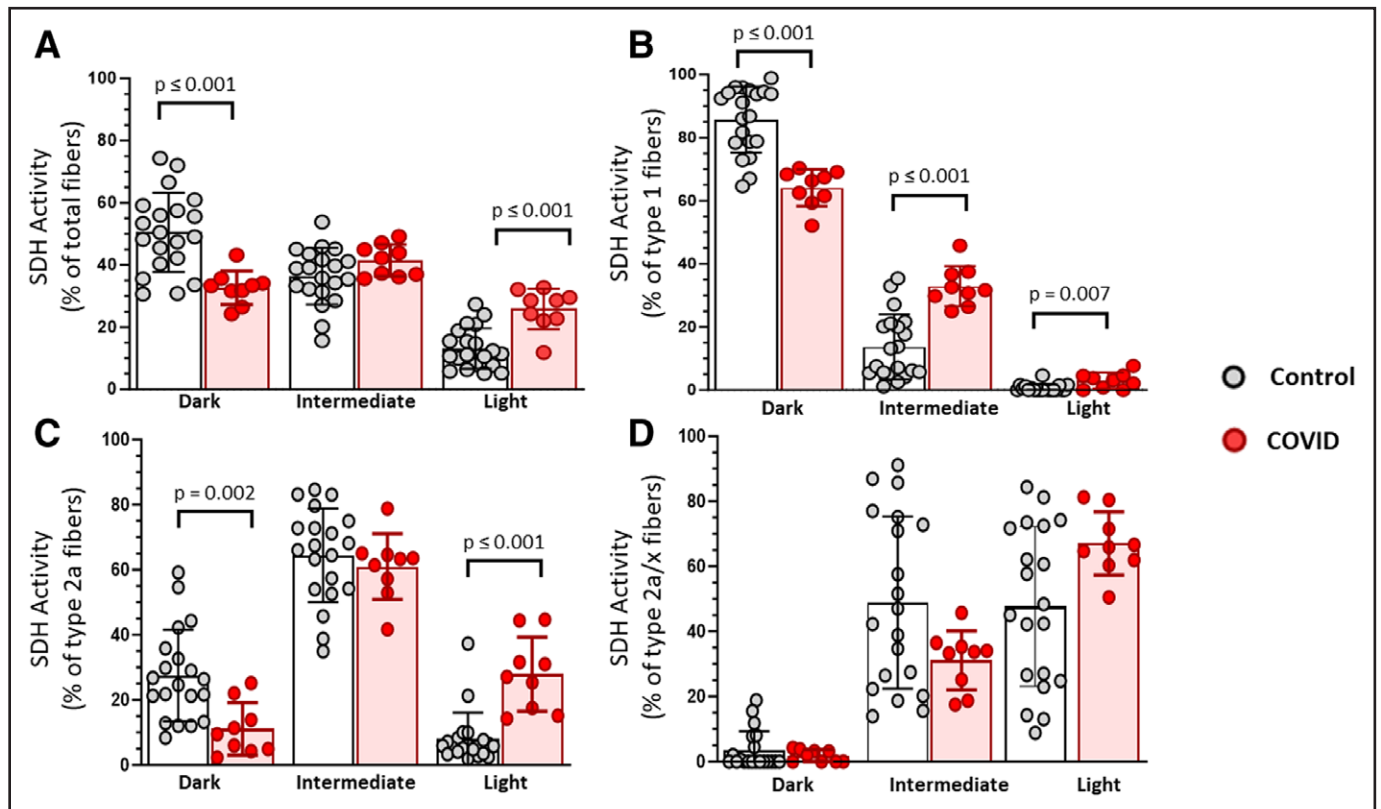 A
SDH Activity
(% of total fibers)
100
80
60
40
20
0
p ≤ 0.001
p ≤ 0.001
Dark Intermediate Light
B
SDH Activity
(% of type 1 fibers)
100
80
60
40
20
0
p ≤ 0.001
p ≤ 0.001
p = 0.007
Dark Intermediate Light
Control
COVID
C
SDH Activity
(% of type 2a fibers)
100
80
60
40
20
0
p = 0.002
p ≤ 0.001
Dark Intermediate Light
D
SDH Activity
(% of type 2a/x fibers)
100
80
60
40
20
0
Dark Intermediate Light